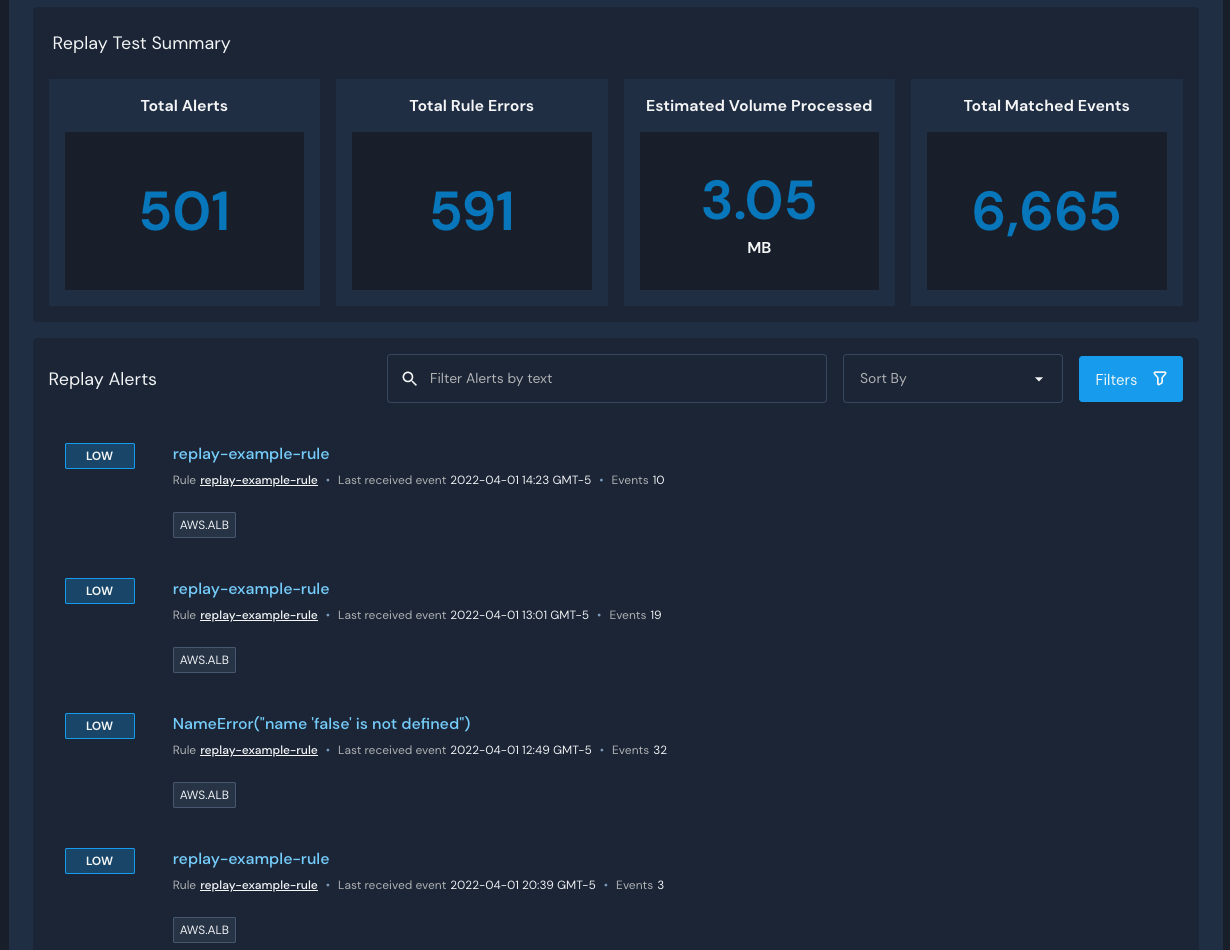 Replay Test Summary
Total Alerts
Total Rule Errors
Estimated Volume Processed
Total Matched Events
501
591
3.05
MB
6,665
Replay Alerts
Filter Alerts by text
Sort By
Filters
LOW
replay-example-rule
Rule replay-example-rule • Last received event 2022-04-01 14:23 GMT-5 • Events 10
AWS.ALB
LOW
replay-example-rule
Rule replay-example-rule • Last received event 2022-04-01 13:01 GMT-5 • Events 19
AWS.ALB
LOW
NameError("name 'false' is not defined")
Rule replay-example-rule • Last received event 2022-04-01 12:49 GMT-5 • Events 32
AWS.ALB
LOW
replay-example-rule
Rule replay-example-rule • Last received event 2022-04-01 20:39 GMT-5 • Events 3
AWS.ALB